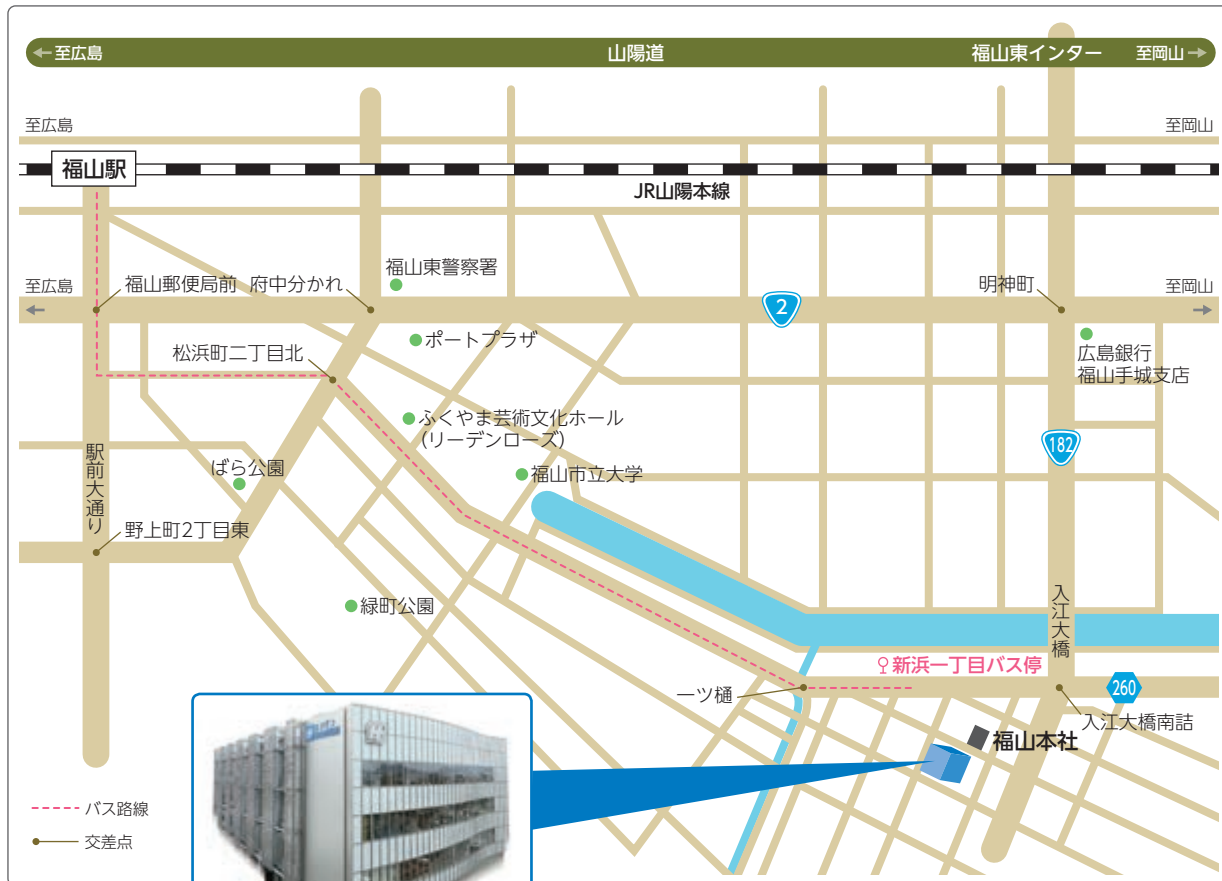 至広島
山陽道
福山東インター
至岡山
至広島
至岡山
福山駅
JR山陽本線
福山東警察署
至広島
福山郵便局前
府中分かれ
明神町
至岡山
2
ポートプラザ
松浜町二丁目北
広島銀行
福山手城支店
ふくやま芸術文化ホール
(リーデンローズ)
182
駅前大通り
ばら公園
福山市立大学
野上町2丁目東
緑町公園
入江大橋
新浜一丁目バス停
一ツ樋
260
入江大橋南詰
福山本社
バス路線
交差点